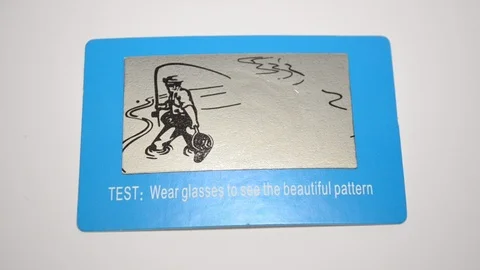 TEST: Wear glasses to see the beautiful pattern